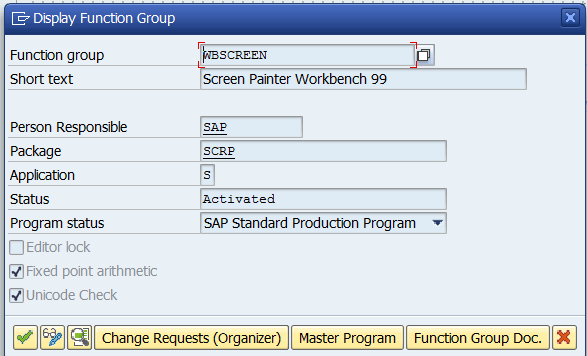 Display Function Group
Function group WBSCREEN
Short text Screen Painter Workbench 99
Person Responsible SAP
Package SCRP
Application S
Status Activated
Program status SAP Standard Production Program
Editor lock
Fixed point arithmetic
Unicode Check
Change Requests (Organizer) Master Program Function Group Doc.